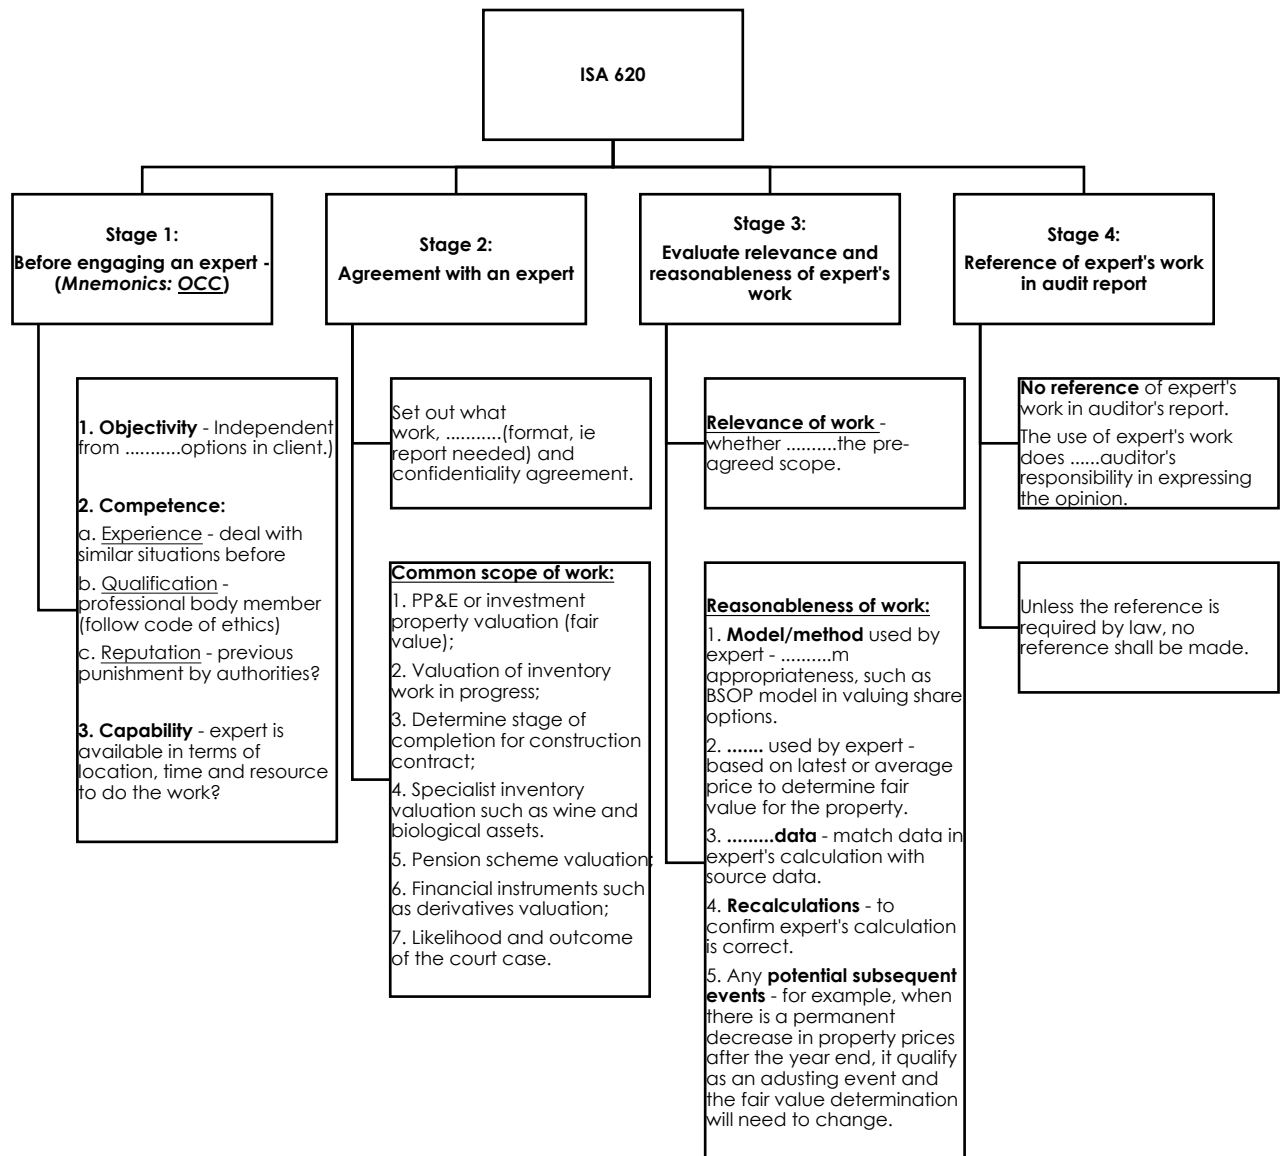 ISA 620
Stage 1:
Before engaging an expert -
(Mnemonics: OCC)
1. Objectivity - Independent
from ..........options in client.)
2. Competence:
a. Experience - deal with
similar situations before
b. Qualification -
professional body member
(follow code of ethics)
c. Reputation - previous
punishment by authorities?
3. Capability - expert is
available in terms of
location, time and resource
to do the work?
Stage 2:
Agreement with an expert
Set out what
work, ...........(format, ie
report needed) and
confidentiality agreement.
Common scope of work:
1. PP&E or investment
property valuation (fair
value);
2. Valuation of inventory
work in progress;
3. Determine stage of
completion for construction
contract;
4. Specialist inventory
valuation such as wine and
biological assets.
5. Pension scheme valuation;
6. Financial instruments such
as derivatives valuation;
7. Likelihood and outcome
of the court case.
Stage 3:
Evaluate relevance and
reasonableness of expert's
work
Relevance of work -
whether .........the pre-
agreed scope.
Reasonableness of work:
1. Model/method used by
expert - ..........m
appropriateness, such as
BSOP model in valuing share
options.
2. ....... used by expert -
based on latest or average
price to determine fair
value for the property.
3. .........data - match data in
expert's calculation with
source data.
4. Recalculations - to
confirm expert's calculation
is correct.
5. Any potential subsequent
events - for example, when
there is a permanent
decrease in property prices
after the year end, it qualify
as an adusting event and
the fair value determination
will need to change.
Stage 4:
Reference of expert's work
in audit report
No reference of expert's
work in auditor's report.
The use of expert's work
does ......auditor's
responsibility in expressing
the opinion.
Unless the reference is
required by law, no
reference shall be made.